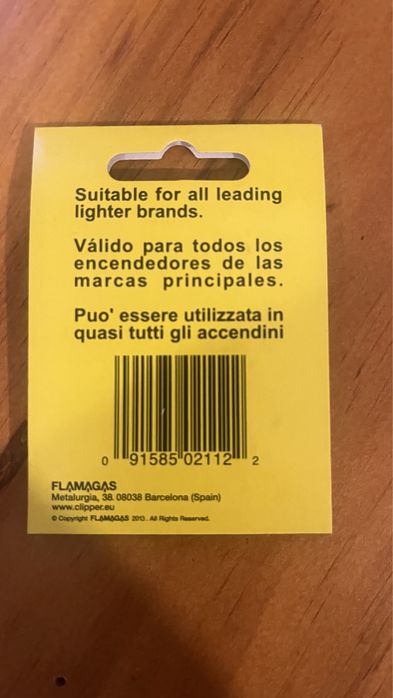 Suitable for all leading
lighter brands.
Válido para todos los
encendedores de las
marcas principales.
Puo' essere utilizzata in
quasi tutti gli accendini
0 91585 02112 2
FLAMAGAS
Metalurgia, 38. 08038 Barcelona (Spain)
www.clipper.eu
© Copyright FLAMAGAS 2013 . All Rights Reserved.